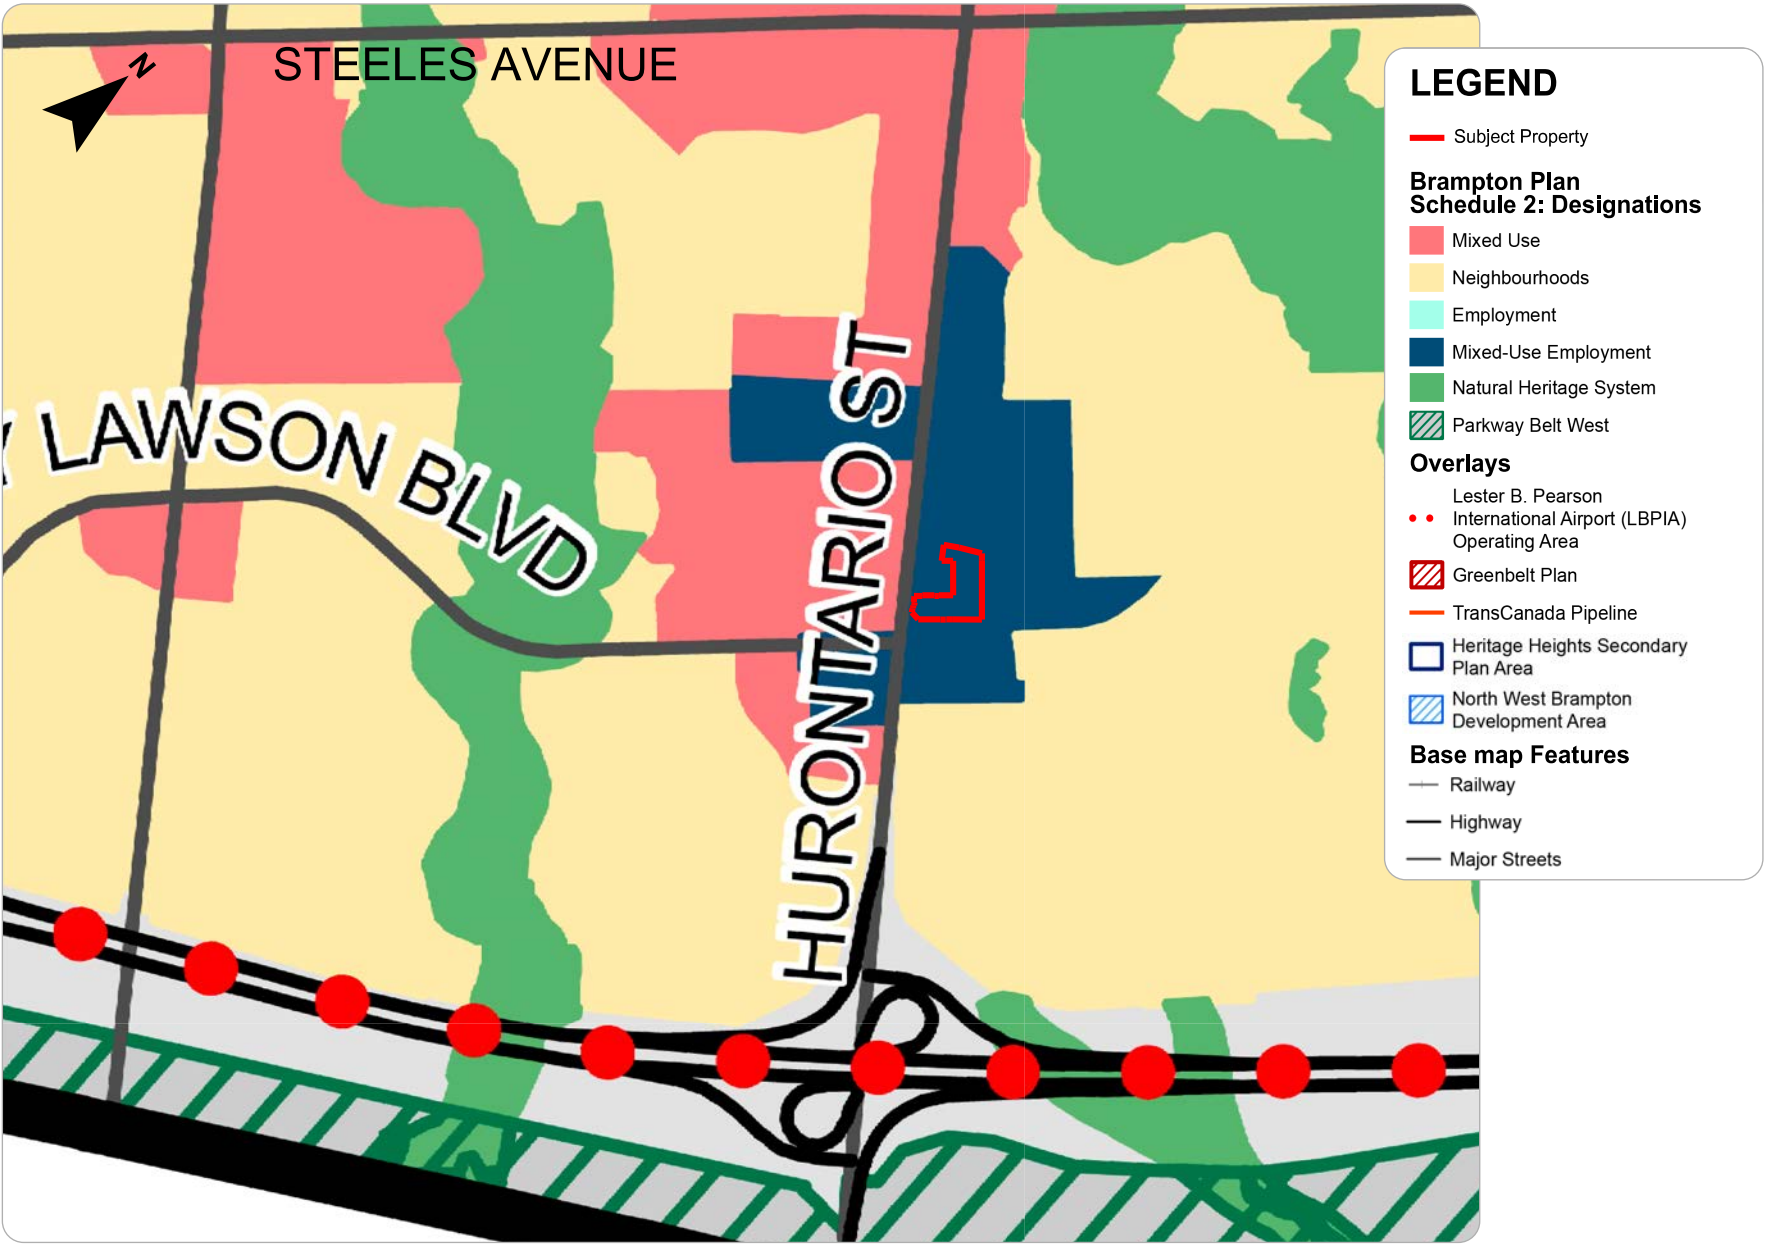 N
STEELES AVENUE
Y LAWSON BLVD
HURONTARIO ST
LEGEND
Subject Property
Brampton Plan
Schedule 2: Designations
Mixed Use
Neighbourhoods
Employment
Mixed-Use Employment
Natural Heritage System
Parkway Belt West
Overlays
Lester B. Pearson
International Airport (LBPIA)
Operating Area
Greenbelt Plan
TransCanada Pipeline
Heritage Heights Secondary
Plan Area
North West Brampton
Development Area
Base map Features
Railway
Highway
Major Streets